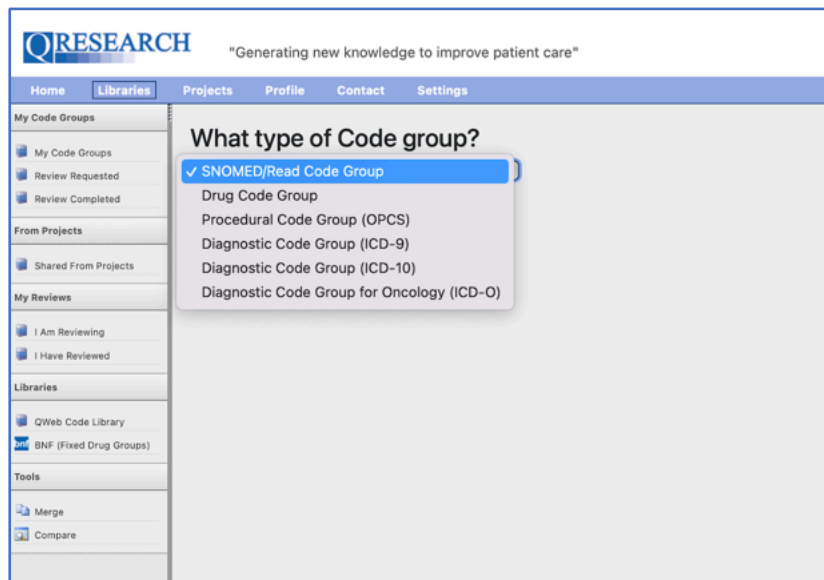 QRESEARCH
"Generating new knowledge to improve patient care"
Home Libraries Projects Profile Contact Settings
My Code Groups
My Code Groups
Review Requested
Review Completed
From Projects
Shared From Projects
My Reviews
I Am Reviewing
I Have Reviewed
Libraries
QWeb Code Library
bnf BNF (Fixed Drug Groups)
Tools
Merge
Compare
What type of Code group?
✓ SNOMED/Read Code Group
Drug Code Group
Procedural Code Group (OPCS)
Diagnostic Code Group (ICD-9)
Diagnostic Code Group (ICD-10)
Diagnostic Code Group for Oncology (ICD-O)